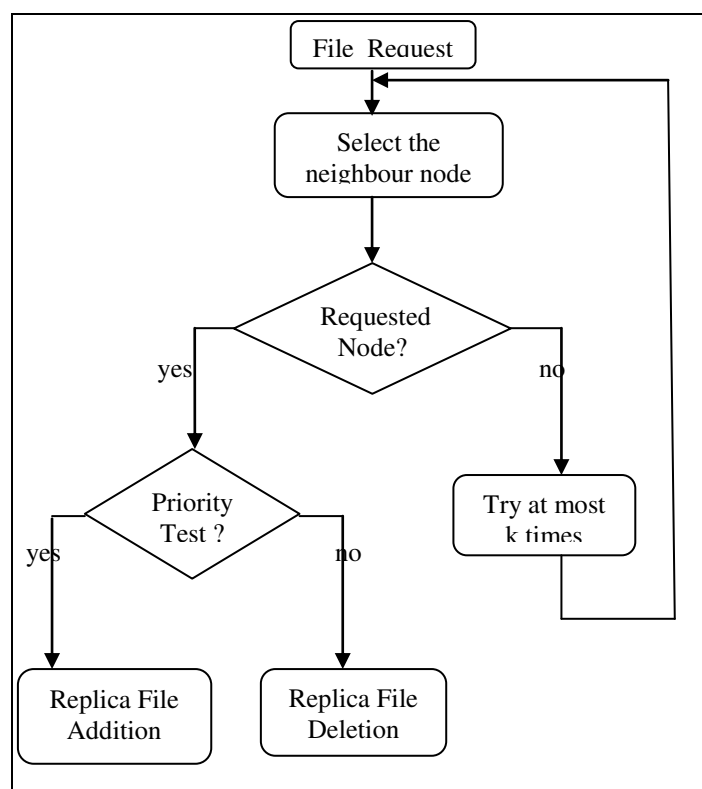 File Request
Select the
neighbour node
Requested
Node?
yes
no
Priority
Test ?
Try at most
k times
yes
no
Replica File
Addition
Replica File
Deletion